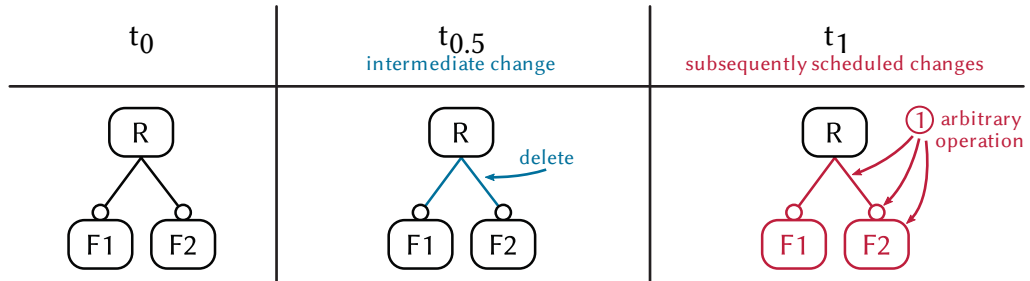 t0
t0.5
intermediate change
t1
subsequently scheduled changes
R
F1
F2
R
delete
F1
F2
R
1
arbitrary
operation
F1
F2